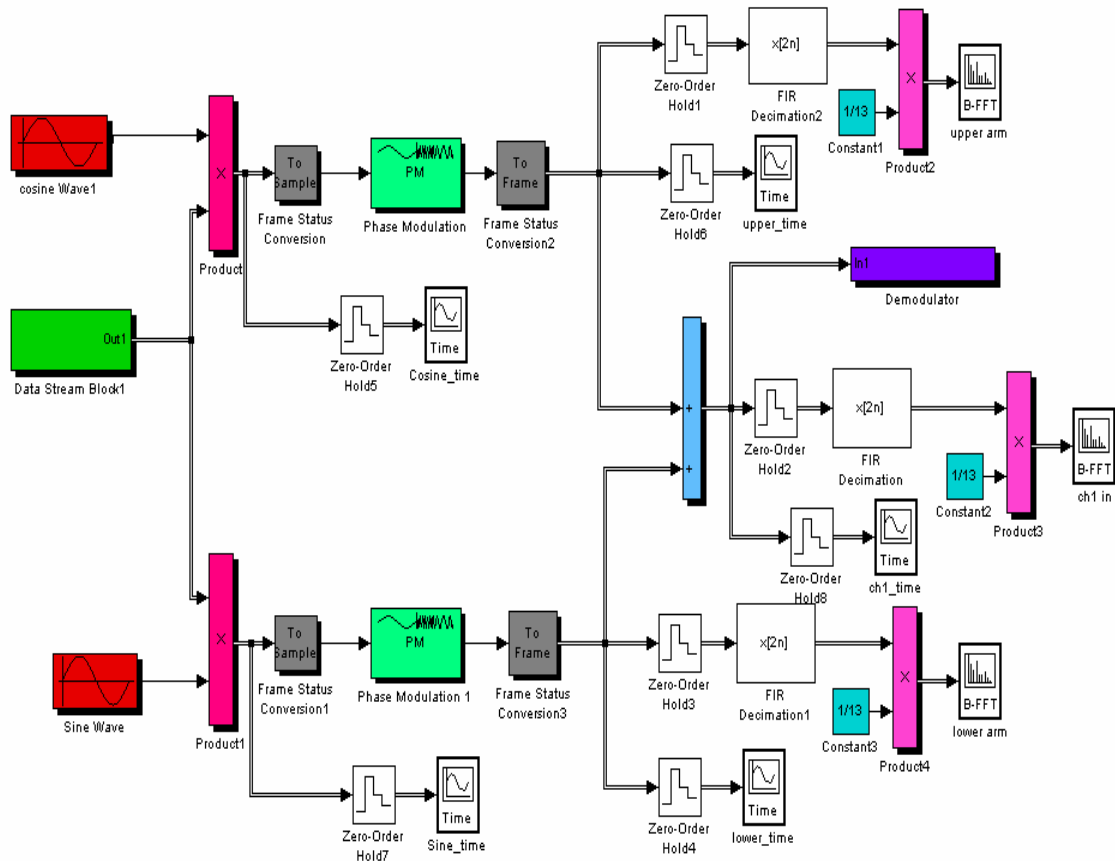 x[2n]
Zero-Order
Hold1
FIR
Decimation2
1/13
Constant1
X
Product2
B-FFT
upper arm
cosine Wave1
X
Product
To
Sample
Frame Status
Conversion
PM
Phase Modulation
To
Frame
Frame Status
Conversion2
Zero-Order
Hold6
Time
upper_time
In1
Demodulator
Out1
Data Stream Block1
Zero-Order
Hold5
Time
Cosine_time
+
+
Zero-Order
Hold2
x[2n]
FIR
Decimation
1/13
Constant2
X
Product3
B-FFT
ch1 in
Zero-Order
Hold8
ch1_time
Time
Sine Wave
X
Product1
To
Sample
Frame Status
Conversion1
PM
Phase Modulation 1
To
Frame
Frame Status
Conversion3
Zero-Order
Hold3
x[2n]
FIR
Decimation1
1/13
Constant3
X
Product4
B-FFT
lower arm
Zero-Order
Hold7
Time
Sine_time
Zero-Order
Hold4
Time
lower_time